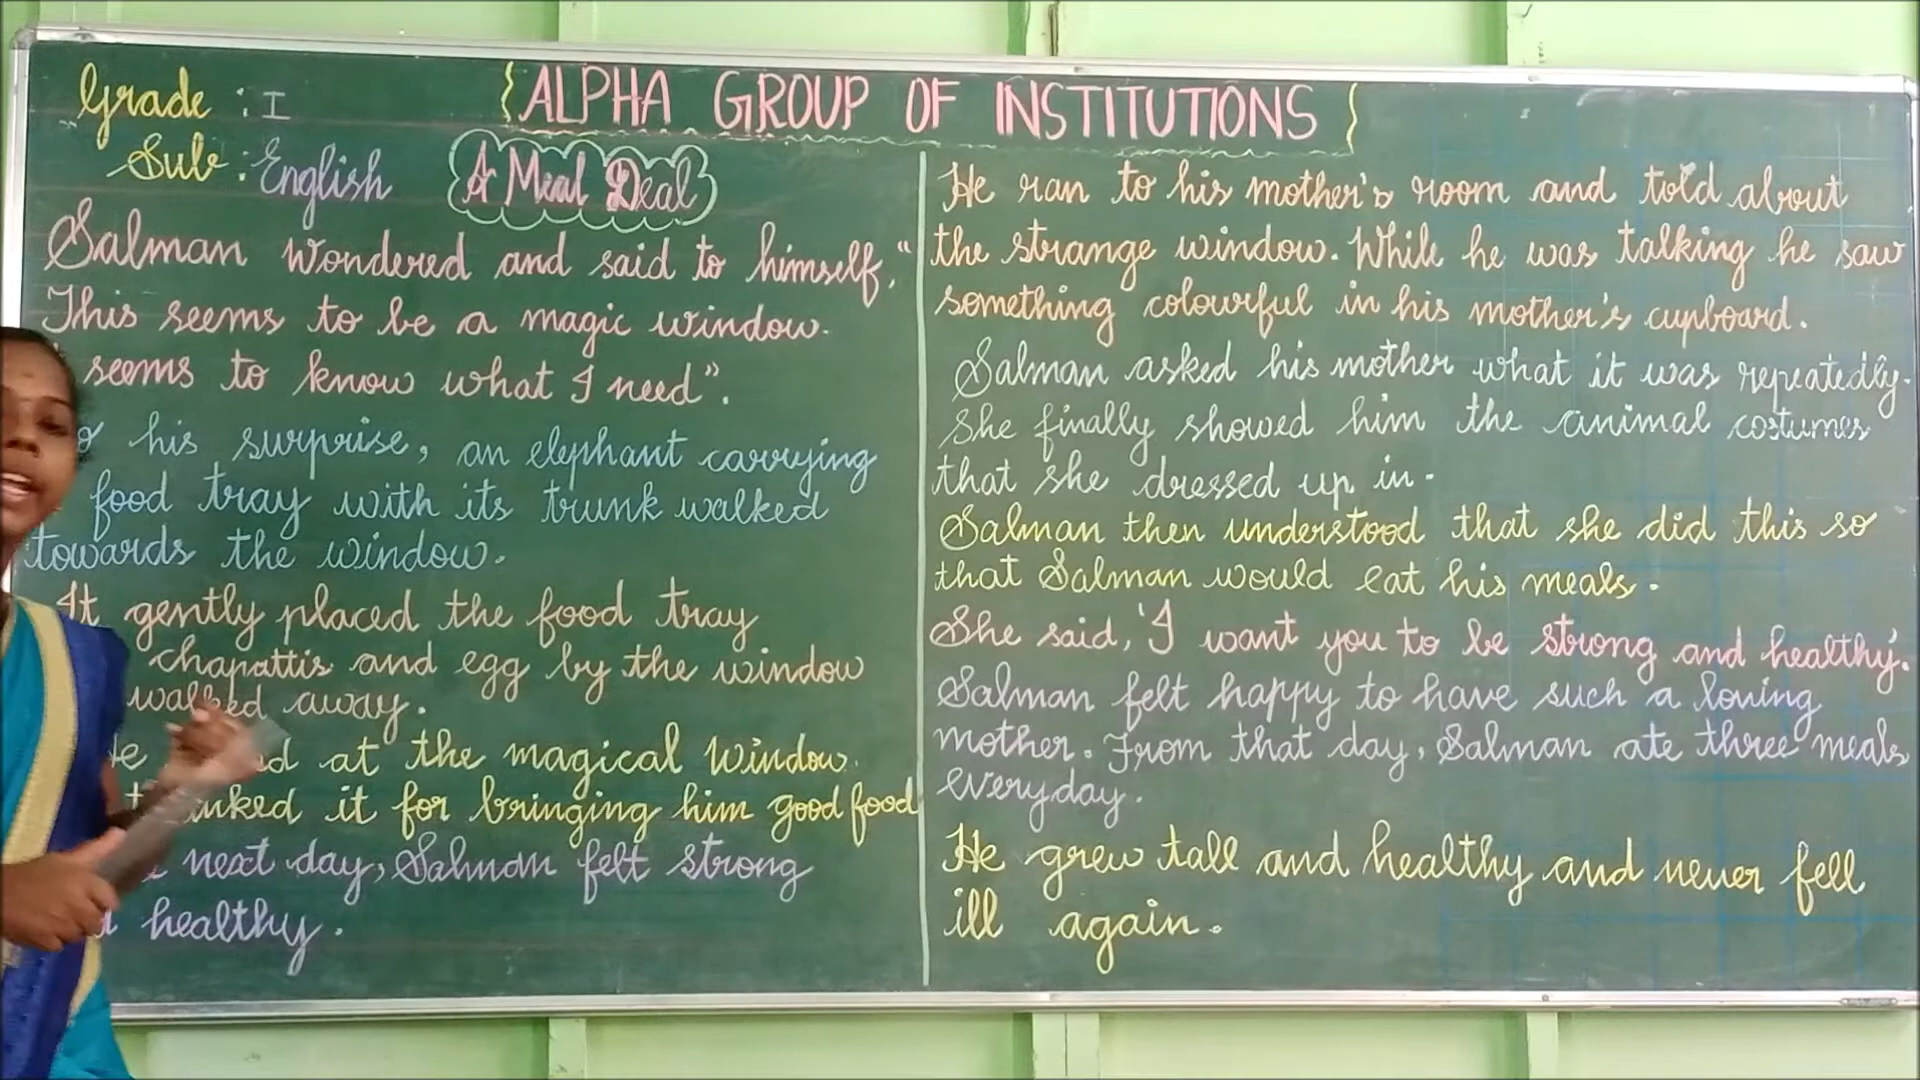 {ALPHA GROUP OF INSTITUTIONS}
Grade : I
Sub : English
A Meal Deal
Salman wondered and said to himself, "
This seems to be a magic window.
seems to know what I need".
his surprise, an elephant carrying
food tray with its trunk walked
towards the window.
It gently placed the food tray
chapattis and egg by the window
walked away.
at the magical window.
it for bringing him good food
next day, Salman felt strong
healthy.
He ran to his mother's room and told about
the strange window. While he was talking he saw
something colourful in his mother's cupboard.
Salman asked his mother what it was repeatedly.
She finally showed him the animal costumes
that she dressed up in.
Salman then understood that she did this so
that Salman would eat his meals.
She said, 'I want you to be strong and healthy'.
Salman felt happy to have such a loving
mother. From that day, Salman ate three meals
everyday.
He grew tall and healthy and never fell
ill again.